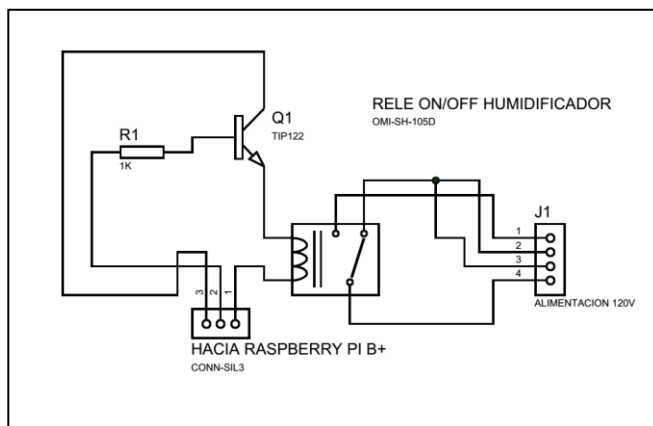 RELE ON/OFF HUMIDIFICADOR
OMI-SH-105D
Q1
TIP122
R1
1K
J1
1
2
3
4
ALIMENTACION 120V
3
2
1
HACIA RASPBERRY PI B+
CONN-SIL3